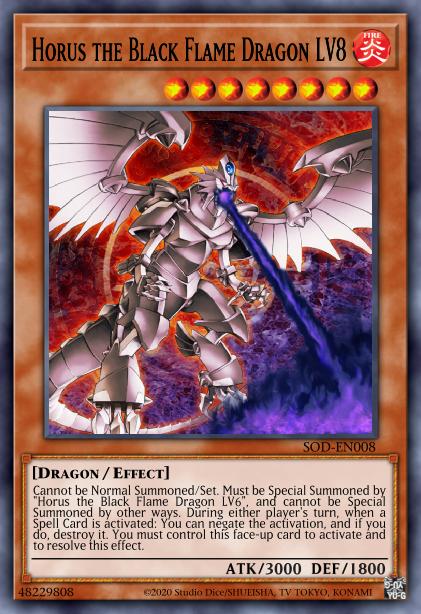 HORUS THE BLACK FLAME DRAGON LV8
FIRE
炎
SOD-EN008
[DRAGON / EFFECT]
Cannot be Normal Summoned/Set. Must be Special Summoned by
"Horus the Black Flame Dragon LV6", and cannot be Special
Summoned by other ways. During either player's turn, when a
Spell Card is activated: You can negate the activation, and if you
do, destroy it. You must control this face-up card to activate and
to resolve this effect.
ATK/3000 DEF/1800
48229808
©2020 Studio Dice/SHUEISHA, TV TOKYO, KONAMI